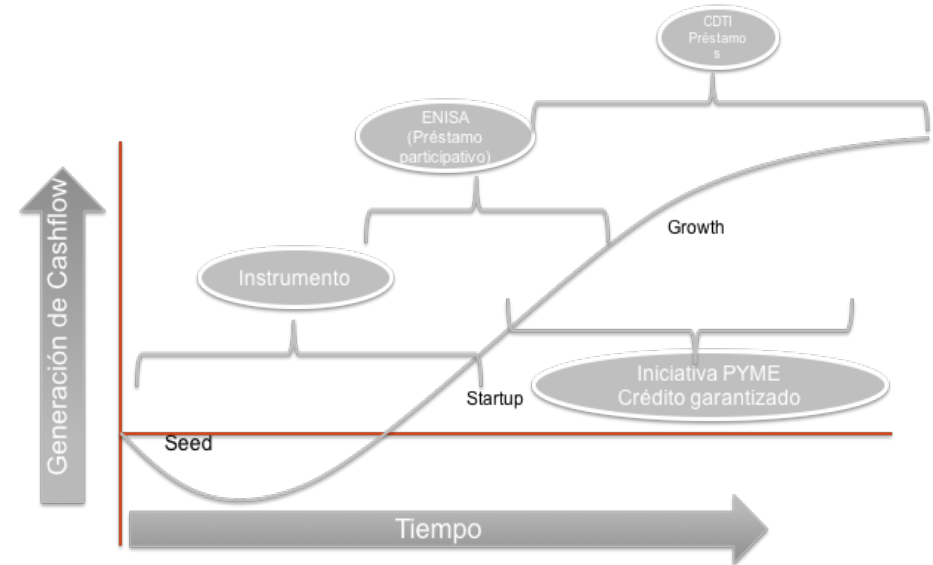 CDTI
Préstamo
s
ENISA
(Préstamo
participativo)
Generación de Cashflow
Growth
Instrumento
Iniciativa PYME
Crédito garantizado
Startup
Seed
Tiempo